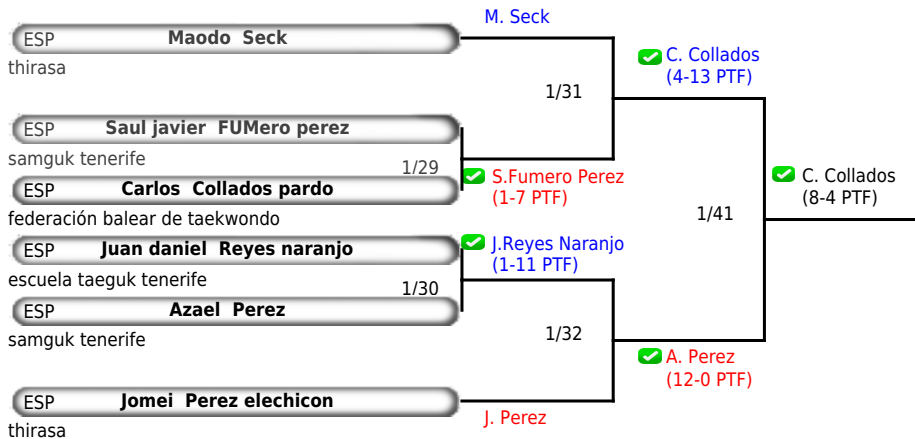 M. Seck
ESP Maodo Seck
thirasa
C. Collados
(4-13 PTF)
1/31
ESP Saul javier FUMero perez
samguk tenerife
1/29
ESP Carlos Collados pardo
S.Fumero Perez
(1-7 PTF)
C. Collados
(8-4 PTF)
federación balear de taekwondo
1/41
ESP Juan daniel Reyes naranjo
J.Reyes Naranjo
(1-11 PTF)
escuela taeguk tenerife
1/30
ESP Azael Perez
samguk tenerife
1/32
A. Perez
(12-0 PTF)
ESP Jomei Perez elechicon
J. Perez
thirasa